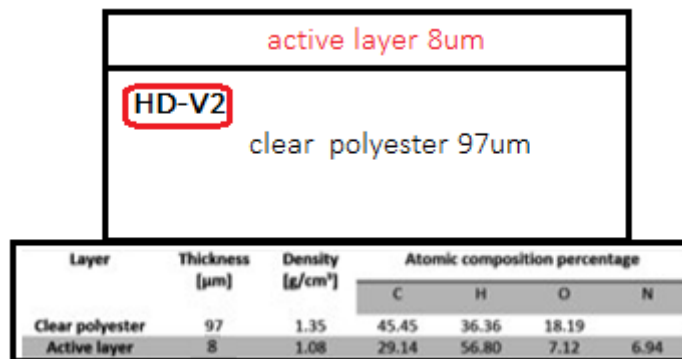 active layer 8um
HD-V2
clear polyester 97um
Layer Thickness Density Atomic composition percentage
[µm] [g/cm³]
C H O N
Clear polyester 97 1.35 45.45 36.36 18.19
Active layer 8 1.08 29.14 56.80 7.12 6.94